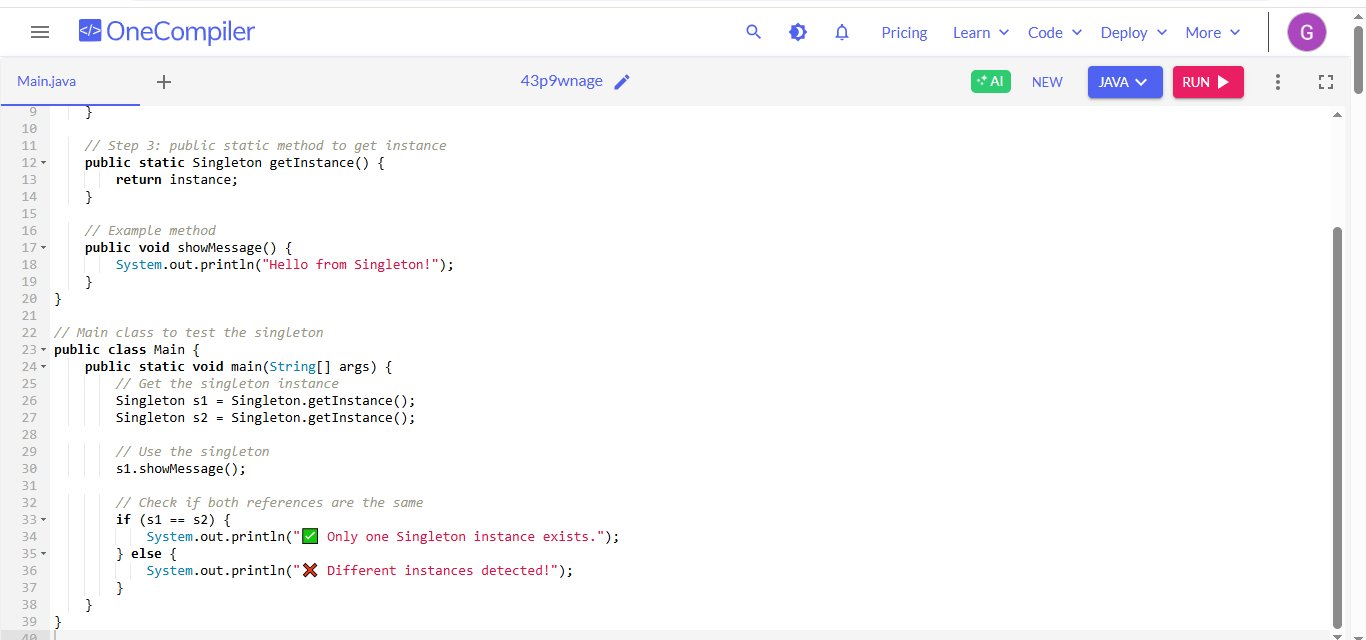 </> OneCompiler
Pricing Learn Code Deploy More G
Main.java + 43p9wnage AI NEW JAVA RUN
9 }
10
11 // Step 3: public static method to get instance
12 public static Singleton getInstance() {
13 return instance;
14 }
15
16 // Example method
17 public void showMessage() {
18 System.out.println("Hello from Singleton!");
19 }
20 }
21
22 // Main class to test the singleton
23 public class Main {
24 public static void main(String[] args) {
25 // Get the singleton instance
26 Singleton s1 = Singleton.getInstance();
27 Singleton s2 = Singleton.getInstance();
28
29 // Use the singleton
30 s1.showMessage();
31
32 // Check if both references are the same
33 if (s1 == s2) {
34 System.out.println("✅ Only one Singleton instance exists.");
35 } else {
36 System.out.println("❌ Different instances detected!");
37 }
38 }
39 }
40